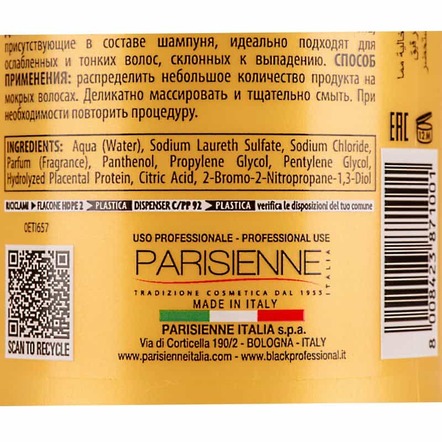 присутствующие в составе шампуня, идеально подходят для
ослабленных и тонких волос, склонных к выпадению. СПОСОБ
ПРИМЕНЕНИЯ: распределить небольшое количество продукта на
мокрых волосах. Деликатно массировать и тщательно смыть. При
необходимости повторить процедуру.
INGREDIENTS: Aqua (Water), Sodium Laureth Sulfate, Sodium Chloride,
Parfum (Fragrance), Panthenol, Propylene Glycol, Pentylene Glycol,
Hydrolyzed Placental Protein, Citric Acid, 2-Bromo-2-Nitropropane-1,3-Diol
RICICLAMI FLACONE HDPE 2 PLASTICA DISPENSER C/PP 92 PLASTICA verifica le disposizioni del tuo comune
0ETI657
SCAN TO RECYCLE
USO PROFESSIONALE - PROFESSIONAL USE
PARISIENNE
ITALIA
TRADIZIONE COSMETICA DAL 1953
MADE IN ITALY
PARISIENNE ITALIA s.p.a.
Via di Corticella 190/2 - BOLOGNA - ITALY
www.parisienneitalia.com - www.blackprofessional.it
EAC
12 M
8 008423 871001